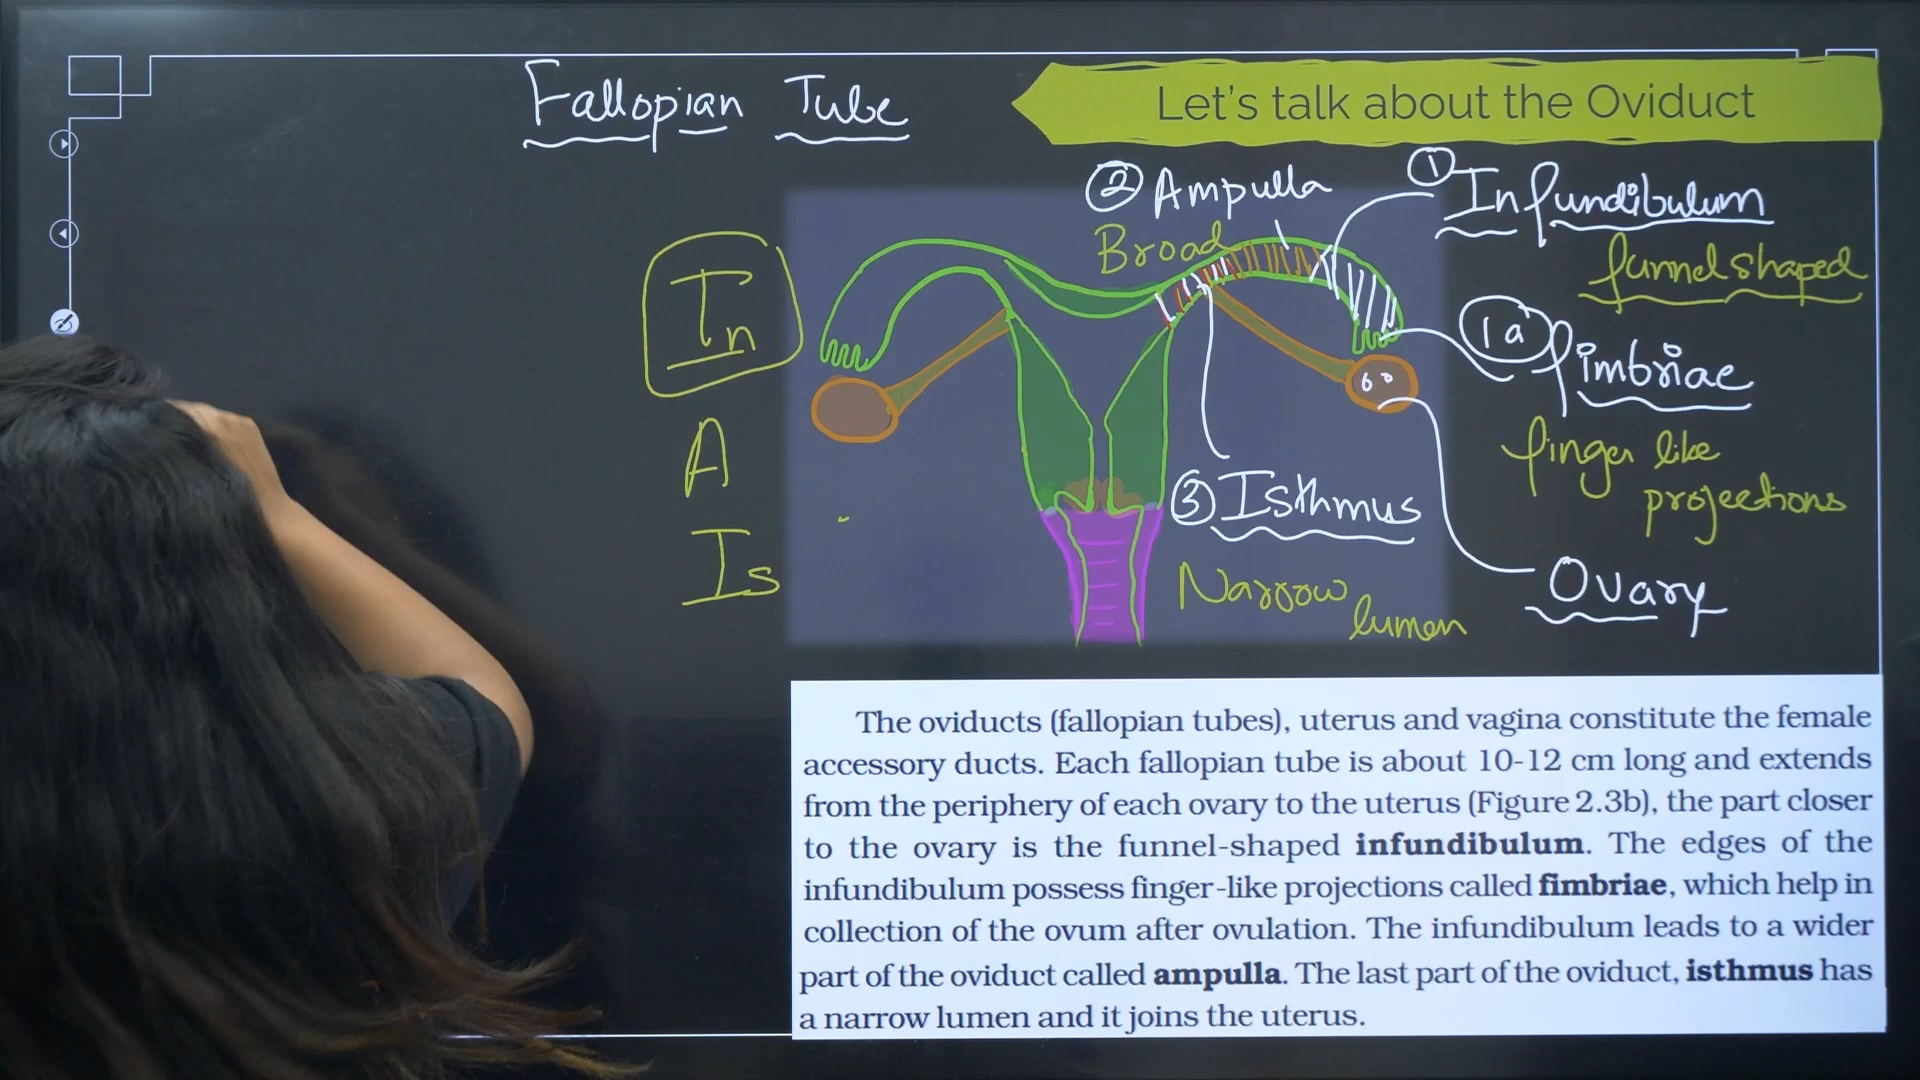 Fallopian Tube
Let's talk about the Oviduct
② Ampulla
Broad
① Infundibulum
funnel shaped
1a fimbriae
finger like
projections
In
A
Is
③ Isthmus
Narrow
lumen
Ovary
The oviducts (fallopian tubes), uterus and vagina constitute the female
accessory ducts. Each fallopian tube is about 10-12 cm long and extends
from the periphery of each ovary to the uterus (Figure 2.3b), the part closer
to the ovary is the funnel-shaped infundibulum. The edges of the
infundibulum possess finger-like projections called fimbriae, which help in
collection of the ovum after ovulation. The infundibulum leads to a wider
part of the oviduct called ampulla. The last part of the oviduct, isthmus has
a narrow lumen and it joins the uterus.